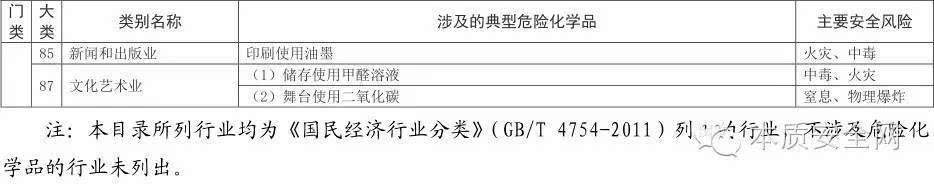 门类 大类 类别名称 涉及的典型危险化学品 主要安全风险
85 新闻和出版业 印刷使用油墨 火灾、中毒
87 文化艺术业 (1)储存使用甲醛溶液 中毒、火灾
(2)舞台使用二氧化碳 窒息、物理爆炸
注:本目录所列行业均为《国民经济行业分类》(GB/T 4754-2011)列 的行业,不涉及危险化
学品的行业未列出。
本质安全网